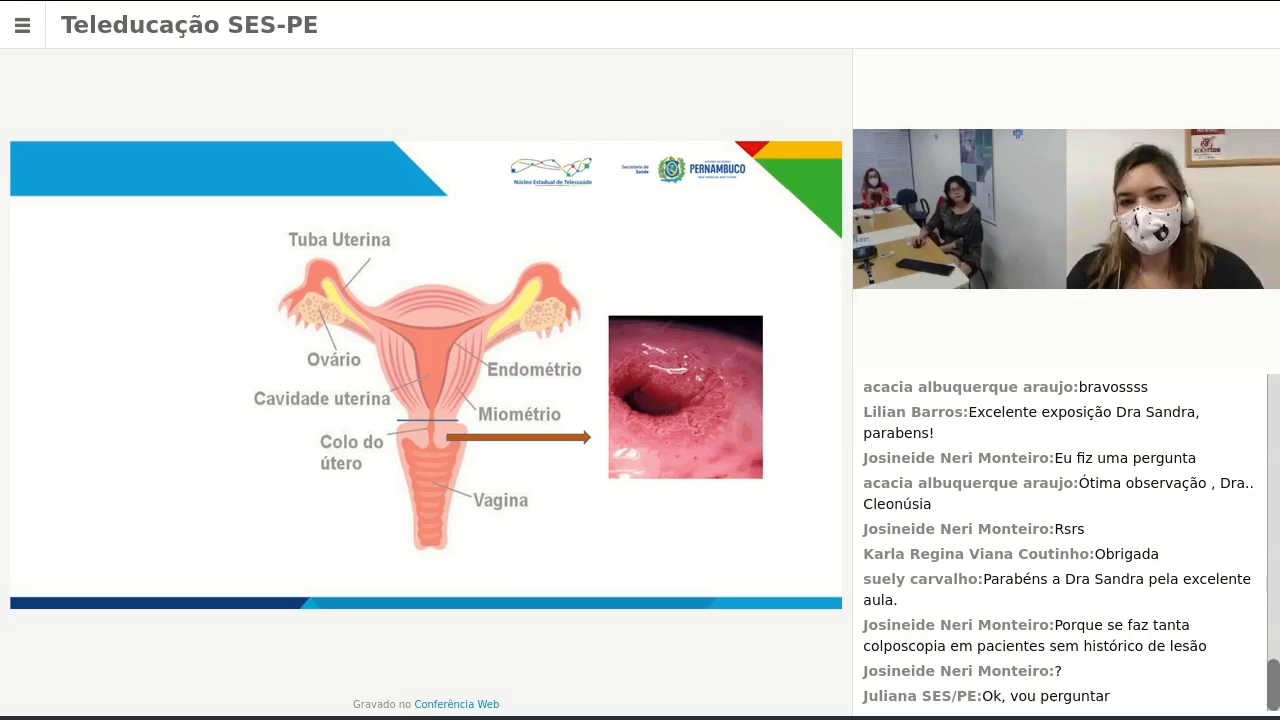 Teleducação SES-PE
Núcleo Estadual de Telessaúde
Secretaria de
Saúde
PERNAMBUCO
Tuba Uterina
Ovário
Endométrio
Cavidade uterina
Miométrio
Colo do
útero
Vagina
acacia albuquerque araujo:bravossss
Lilian Barros:Excelente exposição Dra Sandra,
parabens!
Josineide Neri Monteiro:Eu fiz uma pergunta
acacia albuquerque araujo:Ótima observação , Dra..
Cleonúsia
Josineide Neri Monteiro:Rsrs
Karla Regina Viana Coutinho:Obrigada
suely carvalho:Parabéns a Dra Sandra pela excelente
aula.
Josineide Neri Monteiro:Porque se faz tanta
colposcopia em pacientes sem histórico de lesão
Josineide Neri Monteiro:?
Juliana SES/PE:Ok, vou perguntar
Gravado no Conferência Web